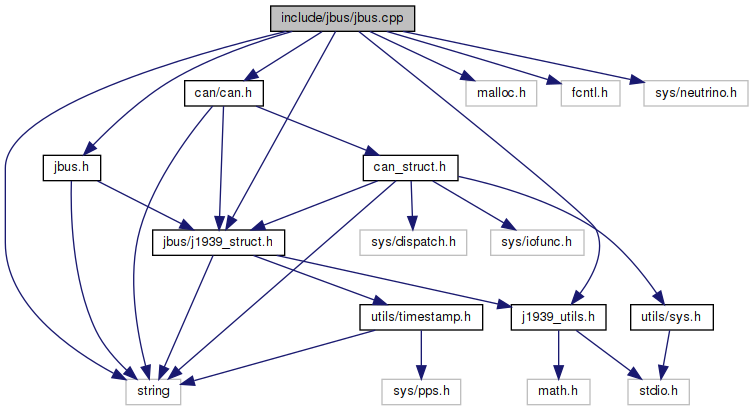 include/jbus/jbus.cpp
can/can.h
malloc.h
fcntl.h
sys/neutrino.h
jbus.h
can_struct.h
jbus/j1939_struct.h
sys/dispatch.h
sys/iofunc.h
utils/timestamp.h
j1939_utils.h
utils/sys.h
string
sys/pps.h
math.h
stdio.h